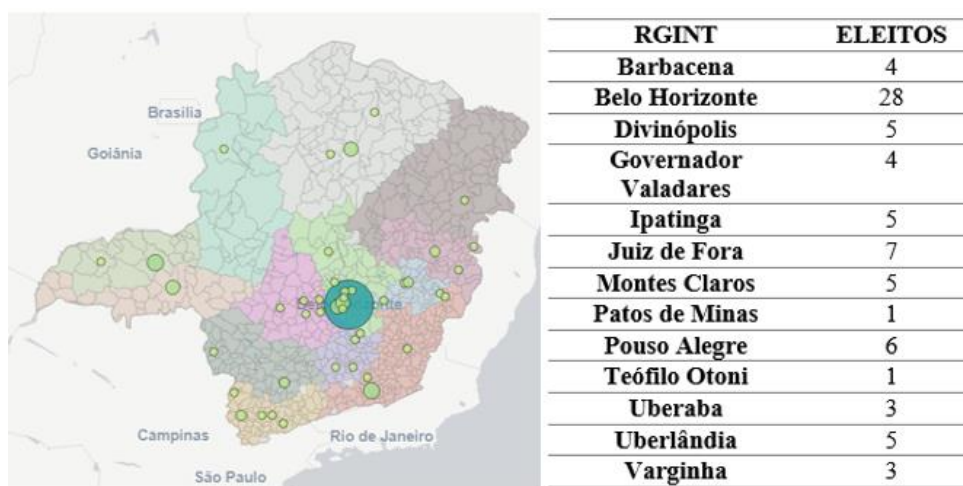 Brasília
Goiânia
Campinas
Rio de Janeiro
São Paulo
RGINT ELEITOS
Barbacena 4
Belo Horizonte 28
Divinópolis 5
Governador 4
Valadares
Ipatinga 5
Juiz de Fora 7
Montes Claros 5
Patos de Minas 1
Pouso Alegre 6
Teófilo Otoni 1
Uberaba 3
Uberlândia 5
Varginha 3